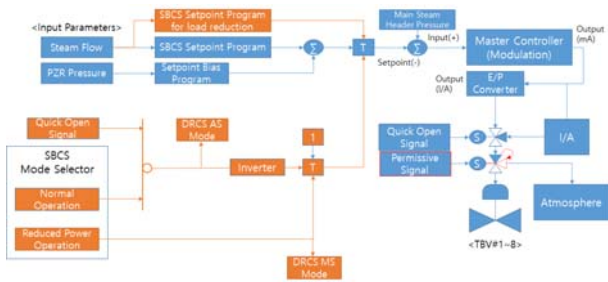 <Input Parameters>
SBCS Setpoint Program
for load reduction
Main Steam
Header Pressure
Output
(mA)
Steam Flow
SBCS Setpoint Program
Σ
T
Input(+)
Σ
Master Controller
(Modulation)
PZR Pressure
Setpoint Bias
Program
Setpoint(-)
Output
(I/A)
E/P
Converter
Quick Open
Signal
DRCS AS
Mode
1
Quick Open
Signal
S
I/A
SBCS
Mode Selector
Inverter
T
Permissive
Signal
S
Normal
Operation
Atmosphere
Reduced Power
Operation
<TBV#1~8>
DRCS MS
Mode